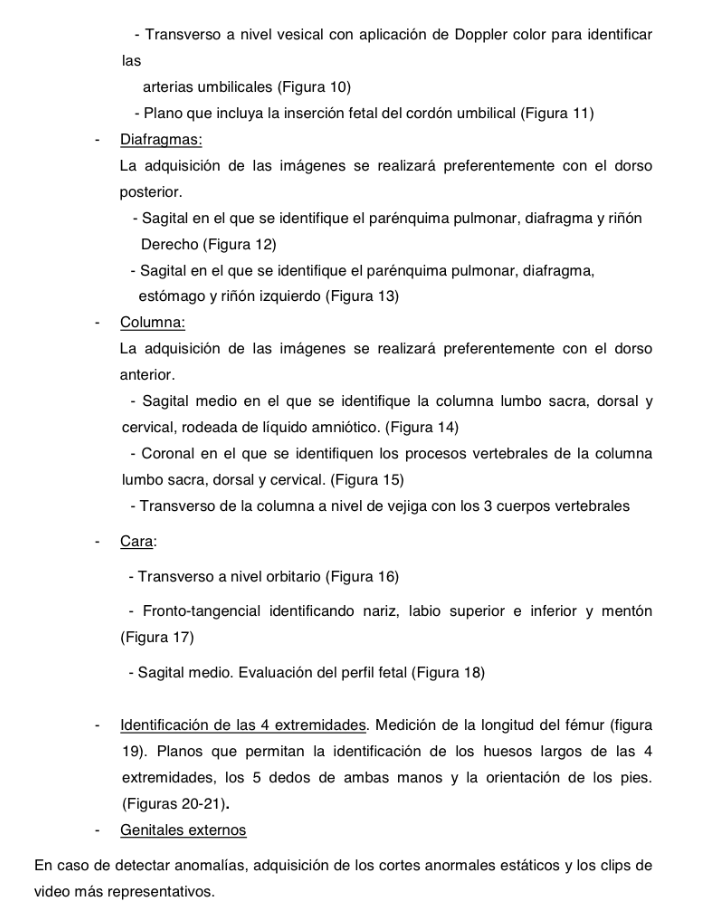 - Transverso a nivel vesical con aplicación de Doppler color para identificar
las
arterias umbilicales (Figura 10)
- Plano que incluya la inserción fetal del cordón umbilical (Figura 11)
- Diafragmas:
La adquisición de las imágenes se realizará preferentemente con el dorso
posterior.
- Sagital en el que se identifique el parénquima pulmonar, diafragma y riñón
Derecho (Figura 12)
- Sagital en el que se identifique el parénquima pulmonar, diafragma,
estómago y riñón izquierdo (Figura 13)
- Columna:
La adquisición de las imágenes se realizará preferentemente con el dorso
anterior.
- Sagital medio en el que se identifique la columna lumbo sacra, dorsal y
cervical, rodeada de líquido amniótico. (Figura 14)
- Coronal en el que se identifiquen los procesos vertebrales de la columna
lumbo sacra, dorsal y cervical. (Figura 15)
- Transverso de la columna a nivel de vejiga con los 3 cuerpos vertebrales
- Cara:
- Transverso a nivel orbitario (Figura 16)
- Fronto-tangencial identificando nariz, labio superior e inferior y mentón
(Figura 17)
- Sagital medio. Evaluación del perfil fetal (Figura 18)
- Identificación de las 4 extremidades. Medición de la longitud del fémur (figura
19). Planos que permitan la identificación de los huesos largos de las 4
extremidades, los 5 dedos de ambas manos y la orientación de los pies.
(Figuras 20-21).
- Genitales externos
En caso de detectar anomalías, adquisición de los cortes anormales estáticos y los clips de
video más representativos.